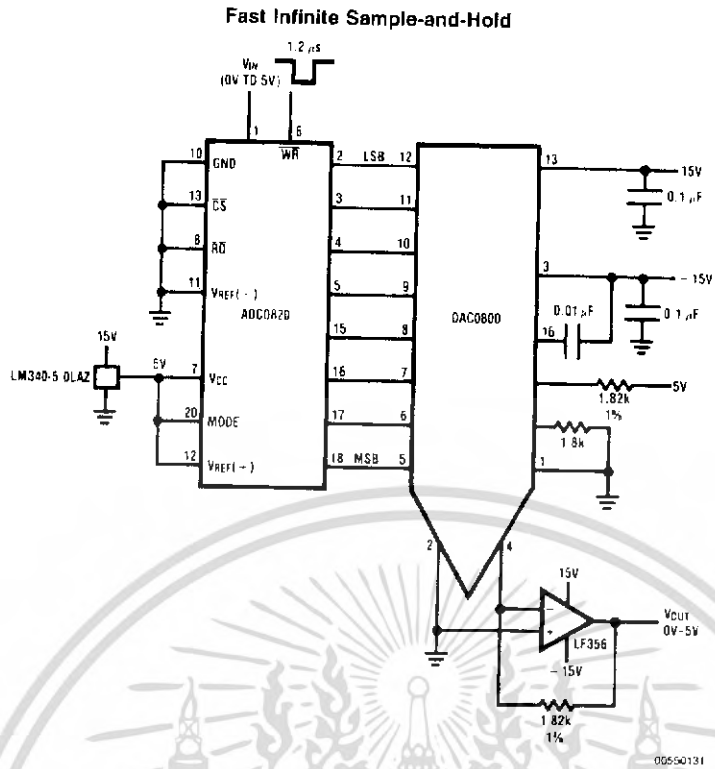 Fast Infinite Sample-and-Hold
1.2 µs
VIN
(0V TO 5V)
1
6
WR
10
GND
13
CS
8
RD
11
VREF(-)
ADC0820
15V
LM340-5.0LAZ
5V
7
VCC
20
MODE
12
VREF(+)
2
LSB
12
3
11
4
10
5
9
15
8
16
7
17
6
18
MSB
5
DAC0800
13
15V
0.1 µF
3
-15V
0.01 µF
0.1 µF
16
1.82k
1%
5V
1.8k
1
2
4
15V
-
+
LF356
-15V
VOUT
0V-5V
1.82k
1%
00550131